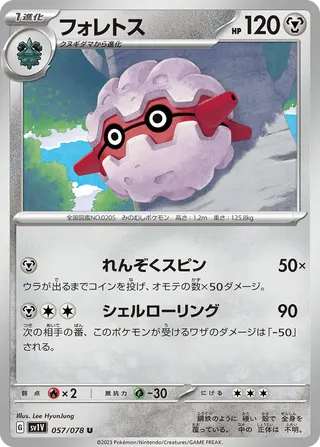 1進化
フォレトス
HP 120
クヌギダマから進化
全国図鑑NO.0205 みのむしポケモン 高さ:1.2m 重さ:125.8kg
れんぞくスピン 50×
ウラが出るまでコインを投げ、オモテの数×50ダメージ。
シェルローリング 90
次の相手の番、このポケモンが受けるワザのダメージは「-50」
される。
弱点 ×2 抵抗力 -30 にげる
Illus. Lee HyunJung
G sv1V 057/078 U
鋼鉄のように 硬い 殻が 全身を
覆っている。 中の 正体は 不明。
©2023 Pokémon/Nintendo/Creatures/GAME FREAK.